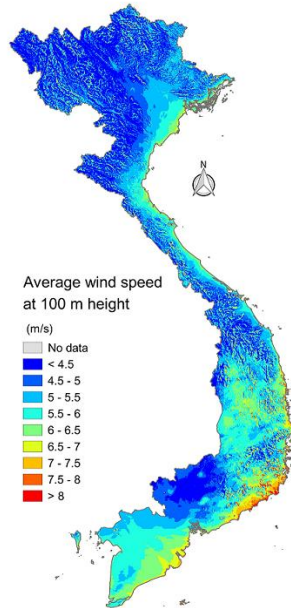 N
Average wind speed
at 100 m height
(m/s)
No data
< 4.5
4.5 - 5
5 - 5.5
5.5 - 6
6 - 6.5
6.5 - 7
7 - 7.5
7.5 - 8
> 8